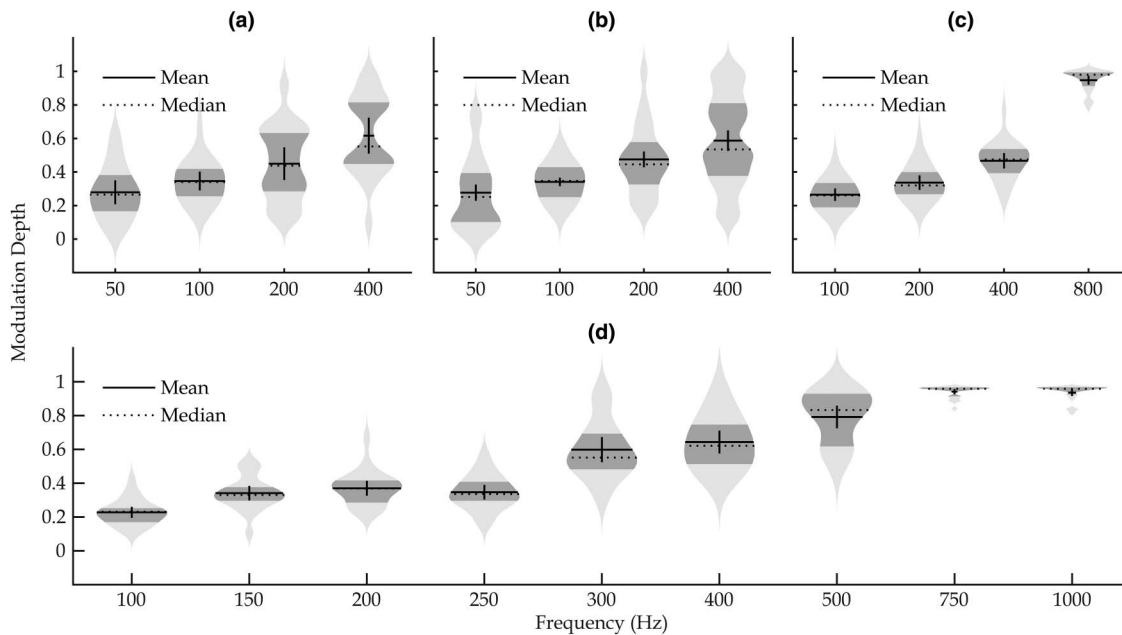 (a)
(b)
(c)
Modulation Depth
1
0.8
0.6
0.4
0.2
0
Mean
Median
Mean
Median
Mean
Median
50 100 200 400
50 100 200 400
100 200 400 800
(d)
1
0.8
0.6
0.4
0.2
0
Mean
Median
100 150 200 250 300 400 500 750 1000
Frequency (Hz)